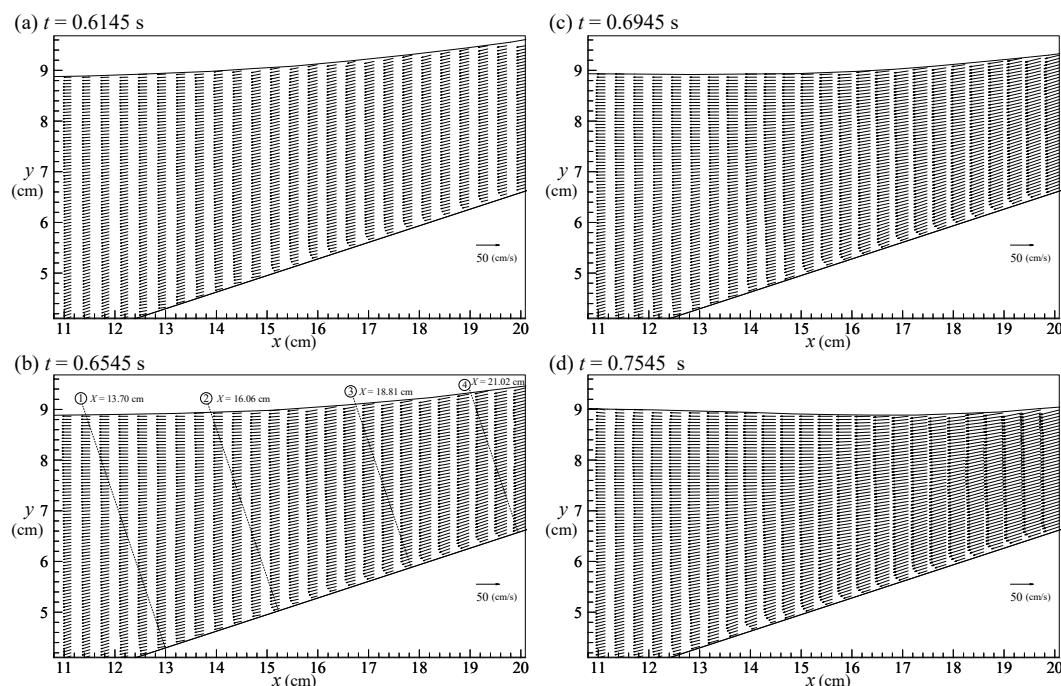 (a) t = 0.6145 s
9
8
y 7
(cm)
6
5
50 (cm/s)
11 12 13 14 15 16 17 18 19 20
x (cm)
(b) t = 0.6545 s
① X = 13.70 cm
② X = 16.06 cm
③ X = 18.81 cm
④ X = 21.02 cm
9
8
y 7
(cm)
6
5
50 (cm/s)
11 12 13 14 15 16 17 18 19 20
x (cm)
(c) t = 0.6945 s
9
8
y 7
(cm)
6
5
50 (cm/s)
11 12 13 14 15 16 17 18 19 20
x (cm)
(d) t = 0.7545 s
9
8
y 7
(cm)
6
5
50 (cm/s)
11 12 13 14 15 16 17 18 19 20
x (cm)